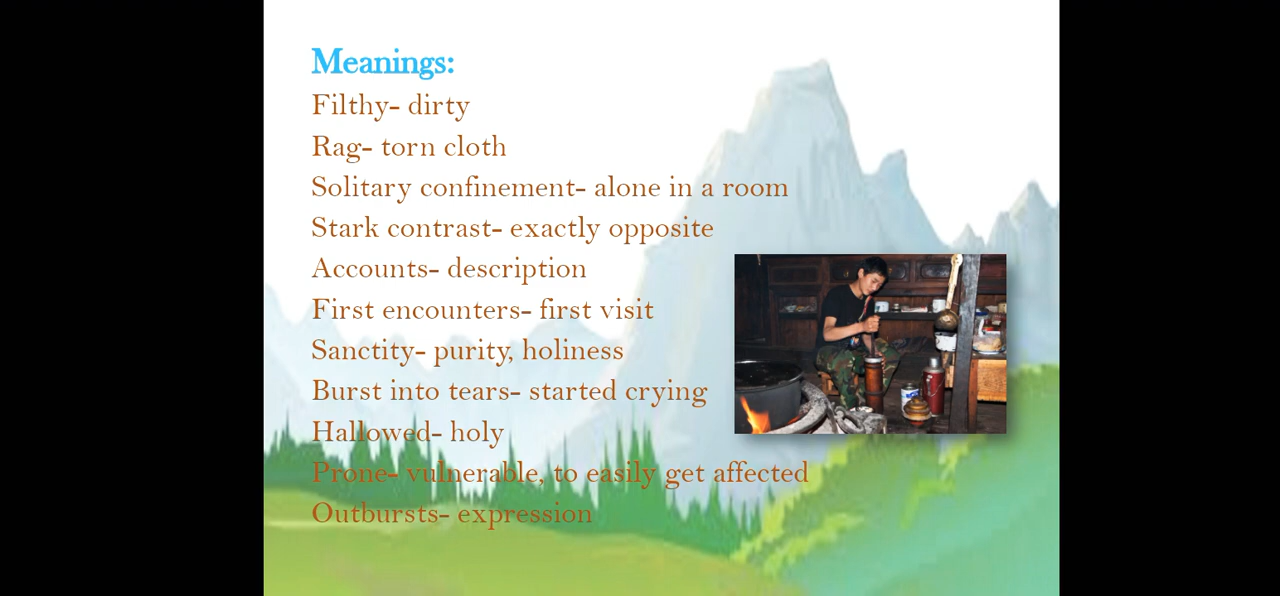 Meanings:
Filthy- dirty
Rag- torn cloth
Solitary confinement- alone in a room
Stark contrast- exactly opposite
Accounts- description
First encounters- first visit
Sanctity- purity, holiness
Burst into tears- started crying
Hallowed- holy
Prone- vulnerable, to easily get affected
Outbursts- expression